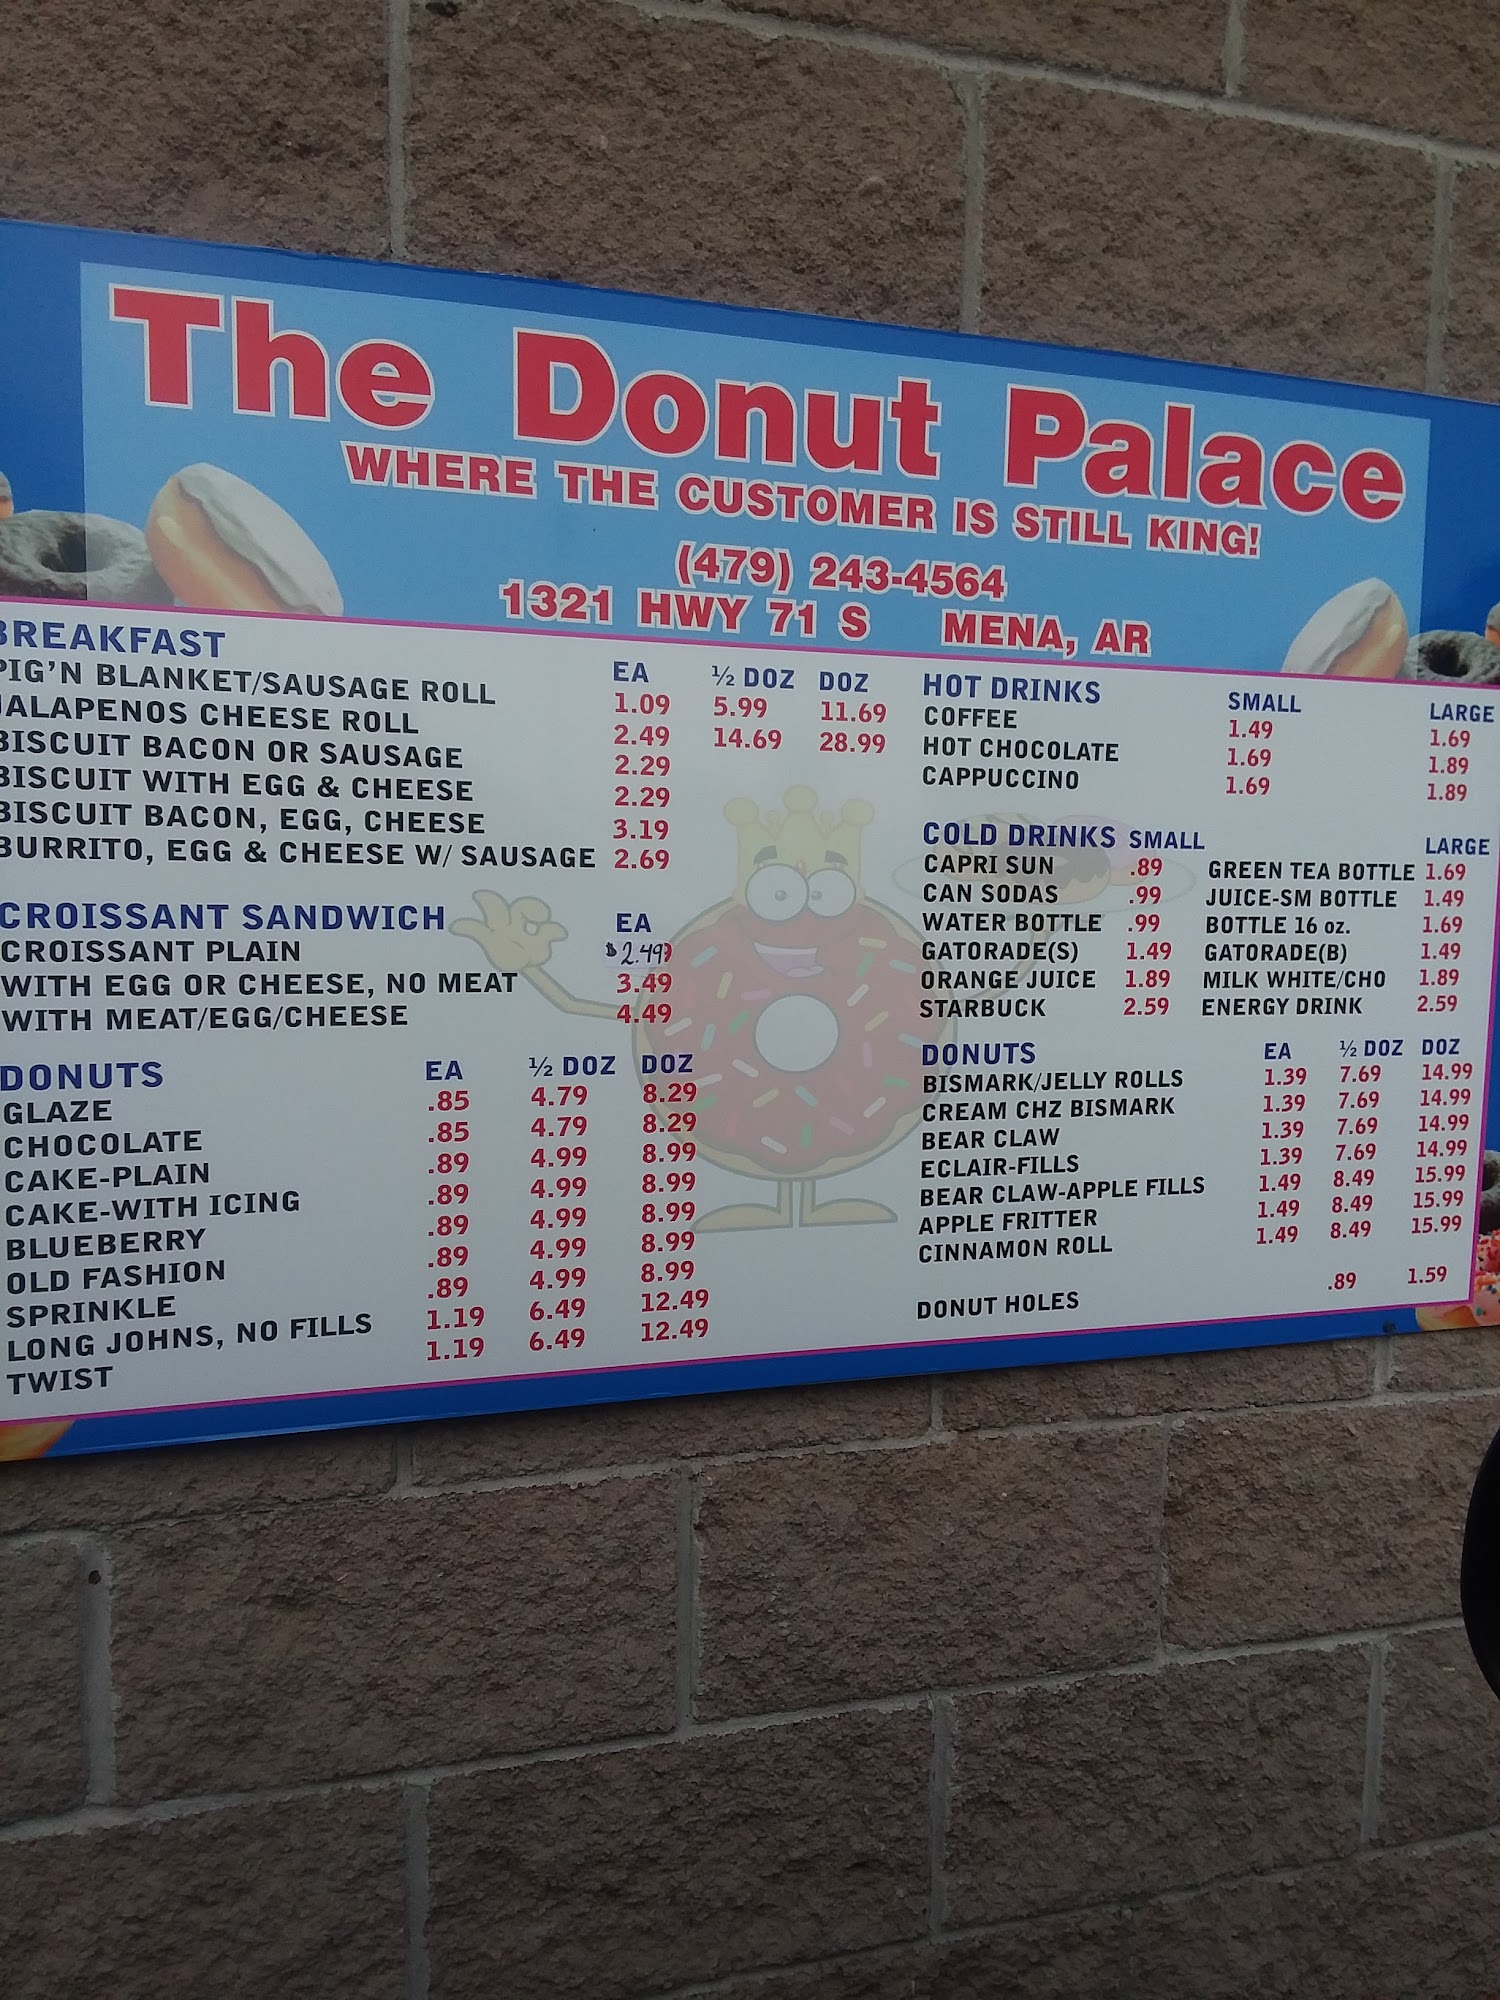 The Donut Palace
WHERE THE CUSTOMER IS STILL KING!
(479) 243-4564
1321 HWY 71 S MENA, AR
BREAKFAST EA ½ DOZ DOZ
PIG'N BLANKET/SAUSAGE ROLL 1.09 5.99 11.69
JALAPENOS CHEESE ROLL 2.49 14.69 28.99
BISCUIT BACON OR SAUSAGE 2.29
BISCUIT WITH EGG & CHEESE 2.29
BISCUIT BACON, EGG, CHEESE 3.19
BURRITO, EGG & CHEESE W/ SAUSAGE 2.69
CROISSANT SANDWICH EA
CROISSANT PLAIN $2.49
WITH EGG OR CHEESE, NO MEAT 3.49
WITH MEAT/EGG/CHEESE 4.49
DONUTS EA ½ DOZ DOZ
GLAZE .85 4.79 8.29
CHOCOLATE .85 4.79 8.29
CAKE-PLAIN .89 4.99 8.99
CAKE-WITH ICING .89 4.99 8.99
BLUEBERRY .89 4.99 8.99
OLD FASHION .89 4.99 8.99
SPRINKLE .89 4.99 8.99
LONG JOHNS, NO FILLS 1.19 6.49 12.49
TWIST 1.19 6.49 12.49
HOT DRINKS SMALL LARGE
COFFEE 1.49 1.69
HOT CHOCOLATE 1.69 1.89
CAPPUCCINO 1.69 1.89
COLD DRINKS SMALL LARGE
CAPRI SUN .89 GREEN TEA BOTTLE 1.69
CAN SODAS .99 JUICE-SM BOTTLE 1.49
WATER BOTTLE .99 BOTTLE 16 oz. 1.69
GATORADE(S) 1.49 GATORADE(B) 1.49
ORANGE JUICE 1.89 MILK WHITE/CHO 1.89
STARBUCK 2.59 ENERGY DRINK 2.59
DONUTS EA ½ DOZ DOZ
BISMARK/JELLY ROLLS 1.39 7.69 14.99
CREAM CHZ BISMARK 1.39 7.69 14.99
BEAR CLAW 1.39 7.69 14.99
ECLAIR-FILLS 1.39 7.69 14.99
BEAR CLAW-APPLE FILLS 1.49 8.49 15.99
APPLE FRITTER 1.49 8.49 15.99
CINNAMON ROLL 1.49 8.49 15.99
DONUT HOLES .89 1.59